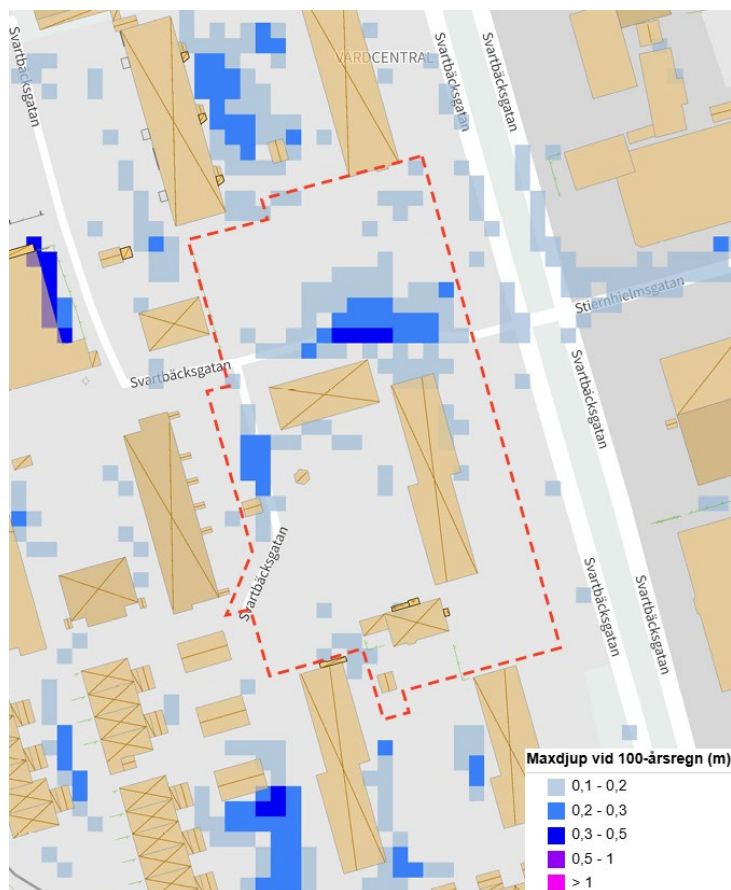 Svartbäcksgatan
Svartbäcksgatan
Svartbäcksgatan
VÅRDCENTRAL
Stiernhielmsgatan
Svartbäcksgatan
Svartbäcksgatan
Svartbäcksgatan
Svartbäcksgatan
Svartbäcksgatan
Maxdjup vid 100-årsregn (m)
0,1 - 0,2
0,2 - 0,3
0,3 - 0,5
0,5 - 1
> 1